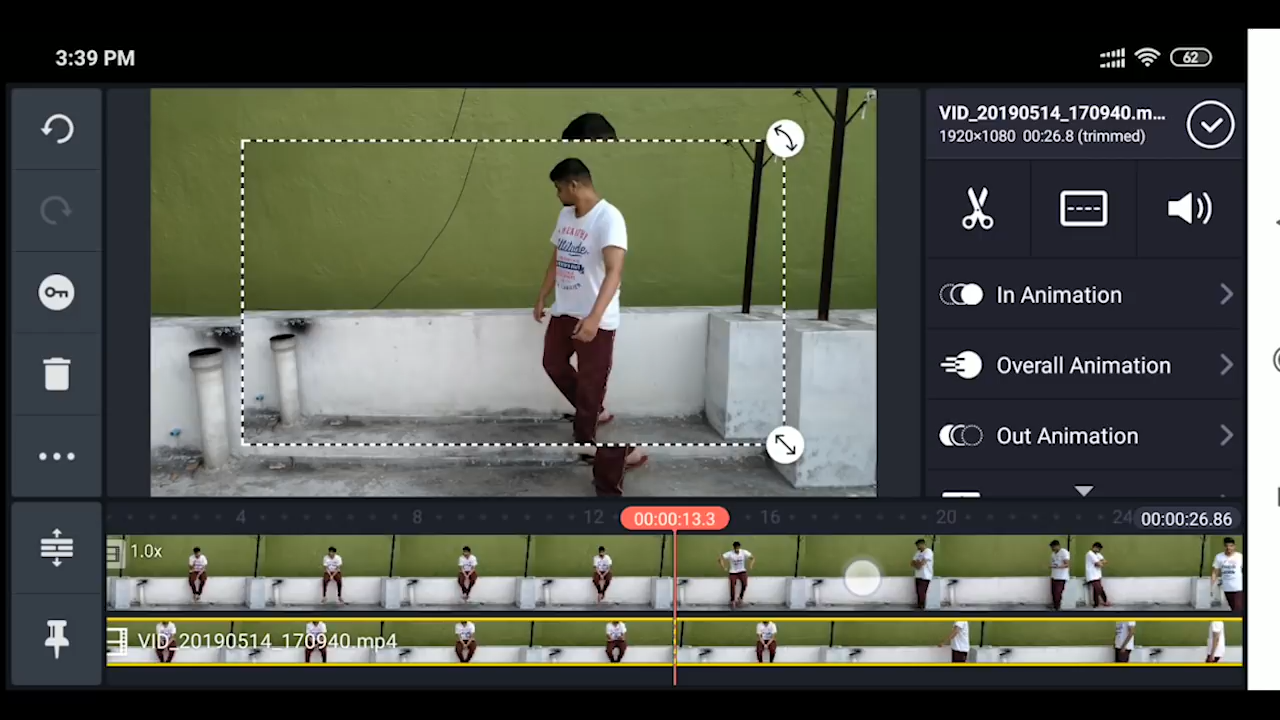 3:39 PM
62
VID_20190514_170940.m...
1920×1080 00:26.8 (trimmed)
In Animation
Overall Animation
Out Animation
4
8
12
00:00:13.3
16
20
24
00:00:26.86
1.0x
VID_20190514_170940.mp4